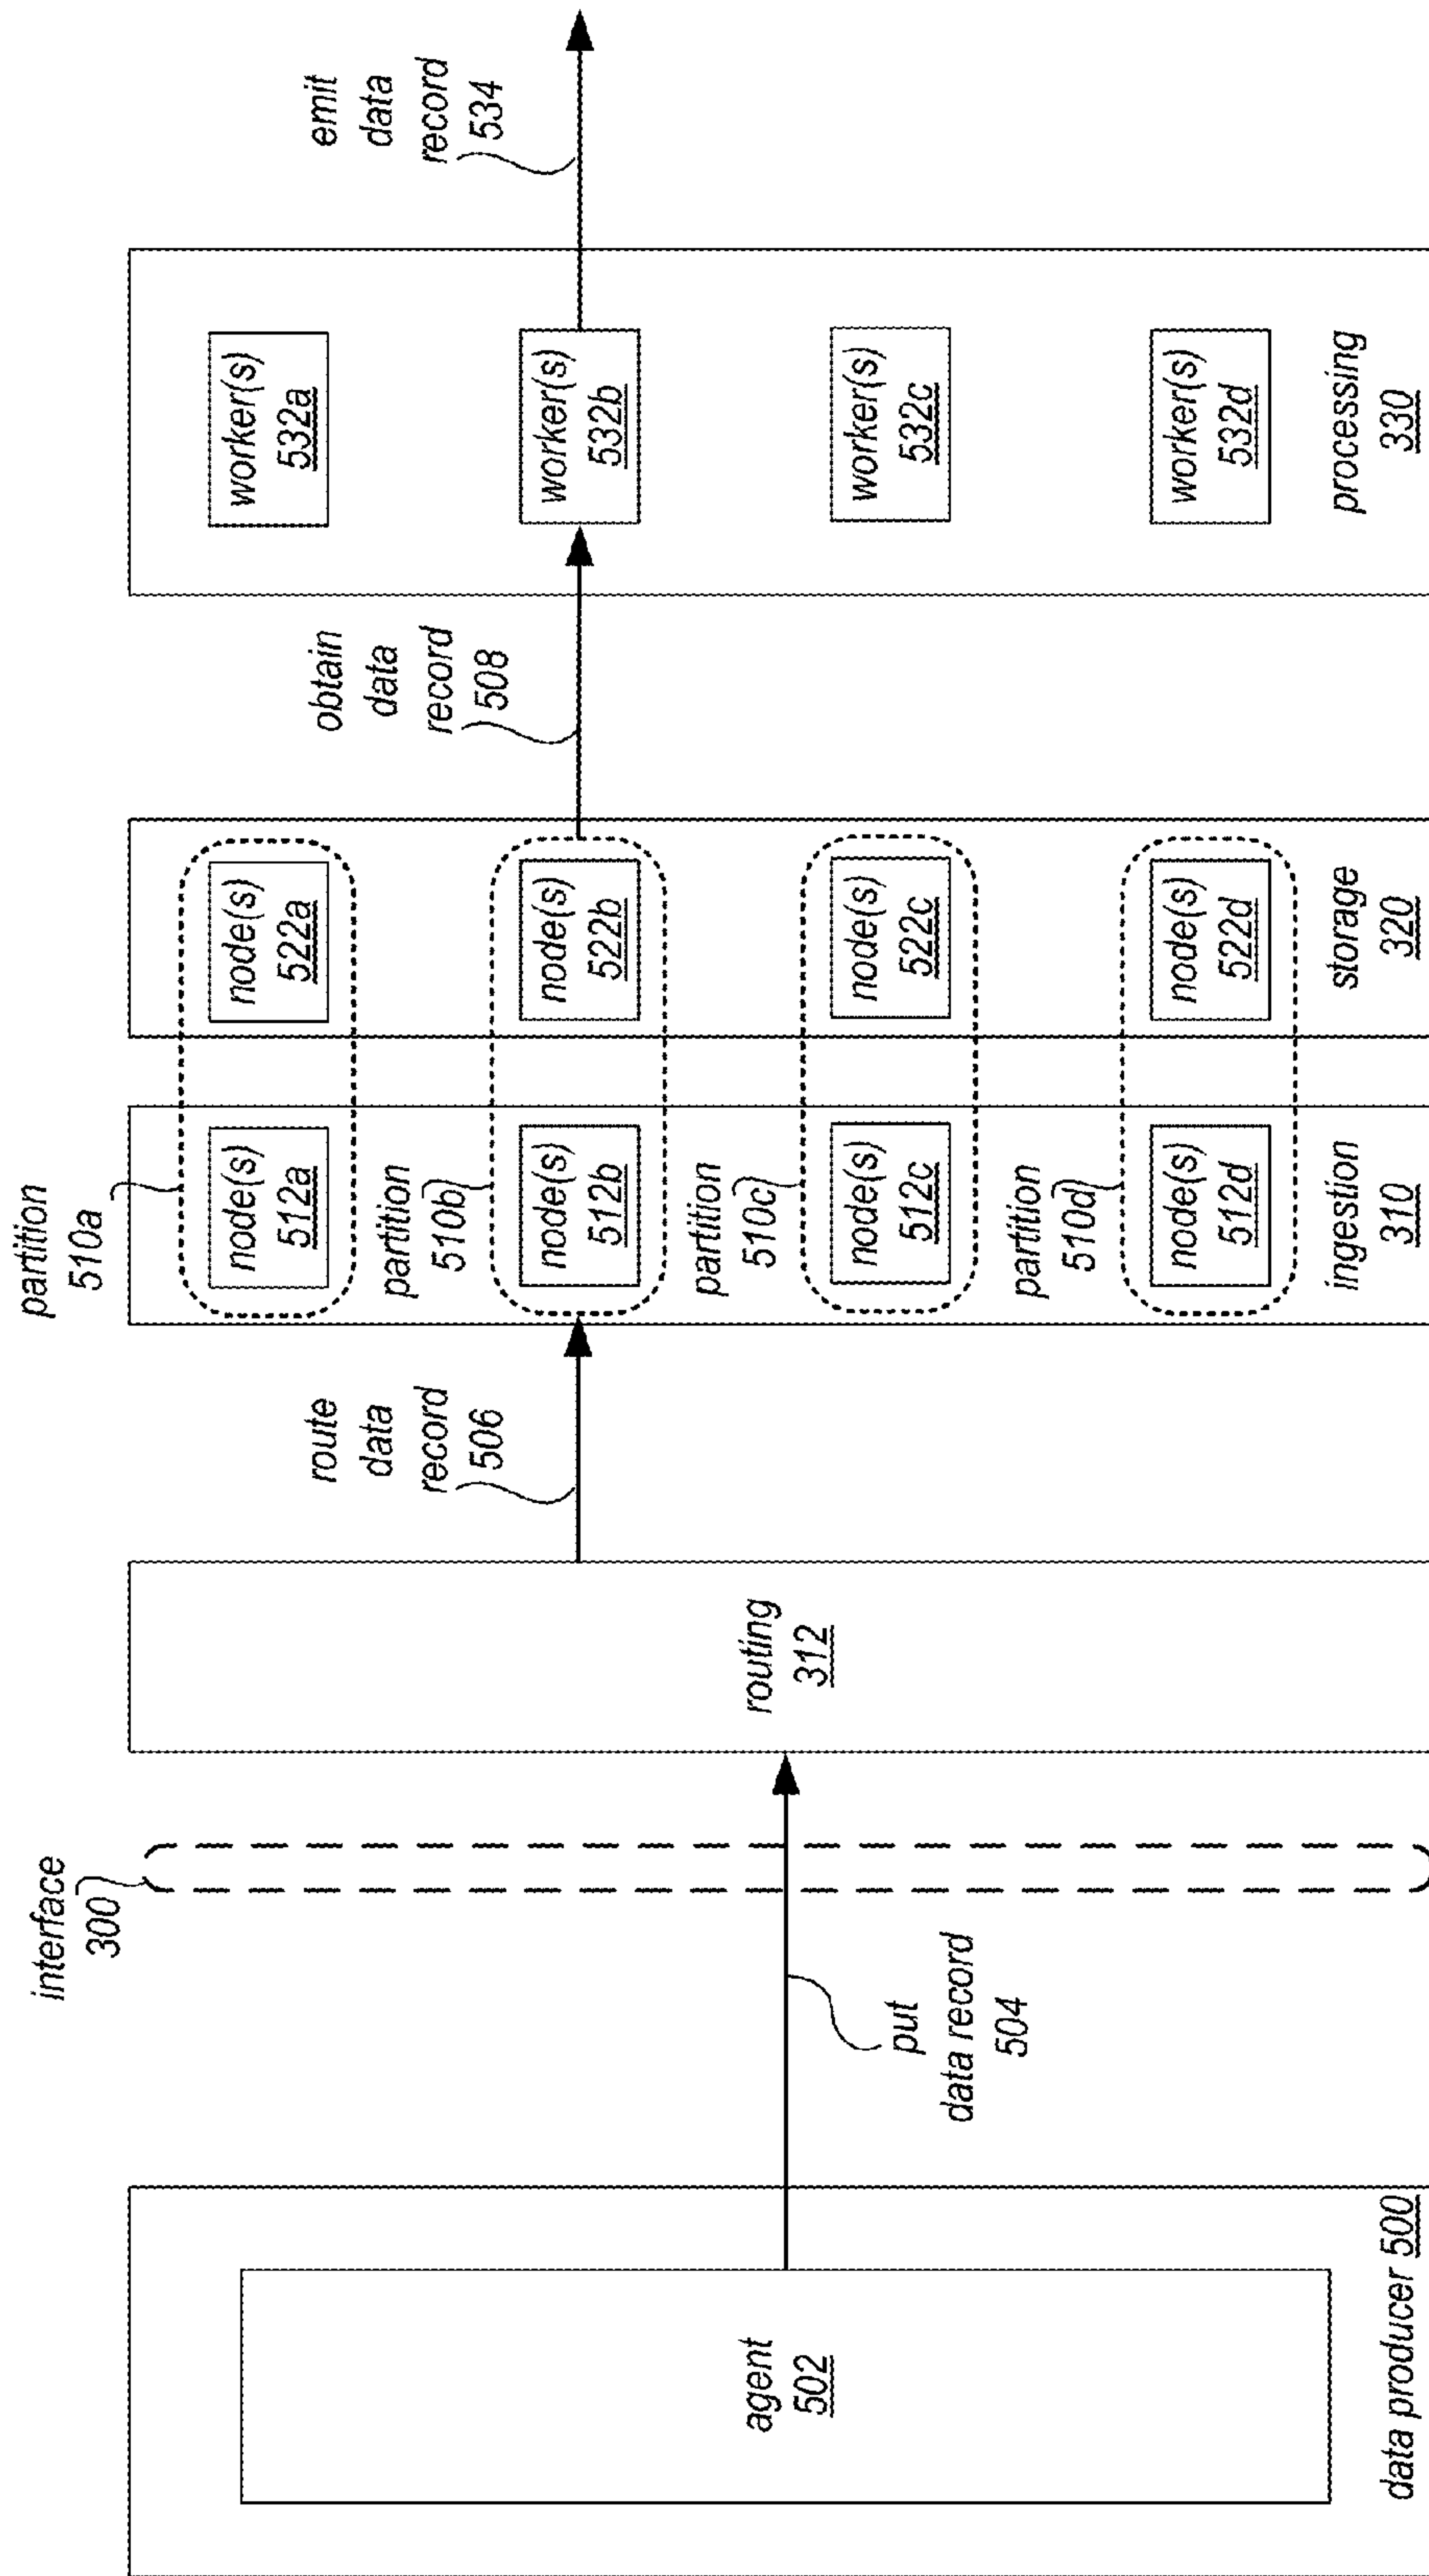 data producer 500
agent
502
put
data record
504
interface
300
routing
312
route
data
record
506
partition
510a
node(s)
512a
partition
510b
node(s)
512b
partition
510c
node(s)
512c
partition
510d
node(s)
512d
ingestion
310
node(s)
522a
node(s)
522b
node(s)
522c
node(s)
522d
storage
320
obtain
data
record
508
worker(s)
532a
worker(s)
532b
worker(s)
532c
worker(s)
532d
processing
330
emit
data
record
534